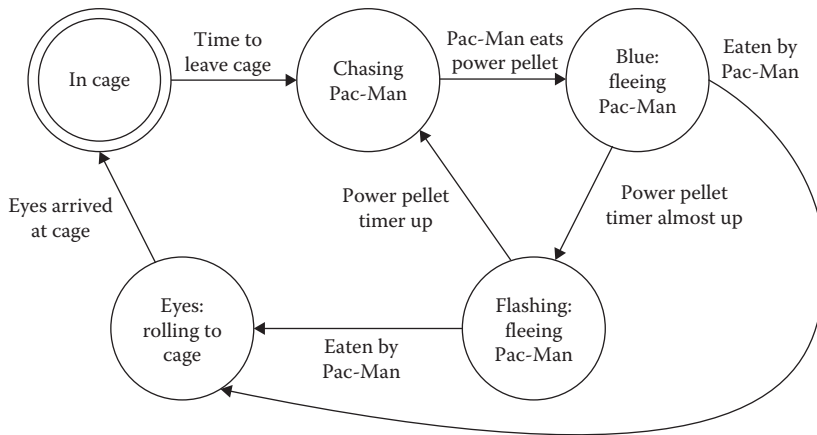 Time to
leave cage
Pac-Man eats
power pellet
Eaten by
Pac-Man
In cage
Chasing
Pac-Man
Blue:
fleeing
Pac-Man
Eyes arrived
at cage
Power pellet
timer up
Power pellet
timer almost up
Eyes:
rolling to
cage
Eaten by
Pac-Man
Flashing:
fleeing
Pac-Man